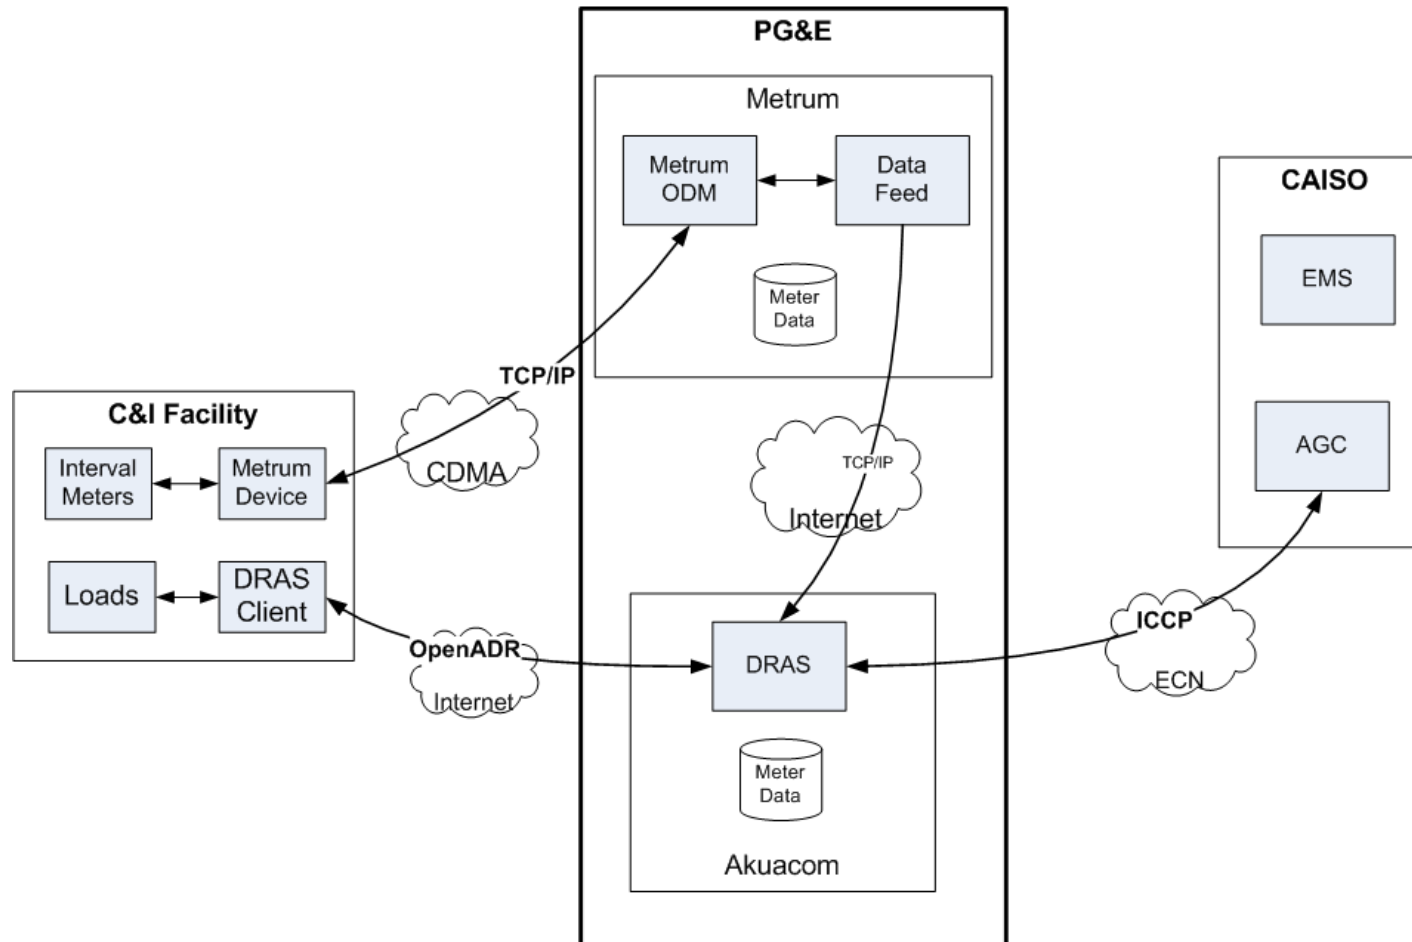 PG&E
Metrum
Metrum
ODM
Data
Feed
Meter
Data
CAISO
EMS
AGC
TCP/IP
CDMA
C&I Facility
Interval
Meters
Metrum
Device
Loads
DRAS
Client
TCP/IP
Internet
OpenADR
Internet
DRAS
ICCP
ECN
Meter
Data
Akuacom